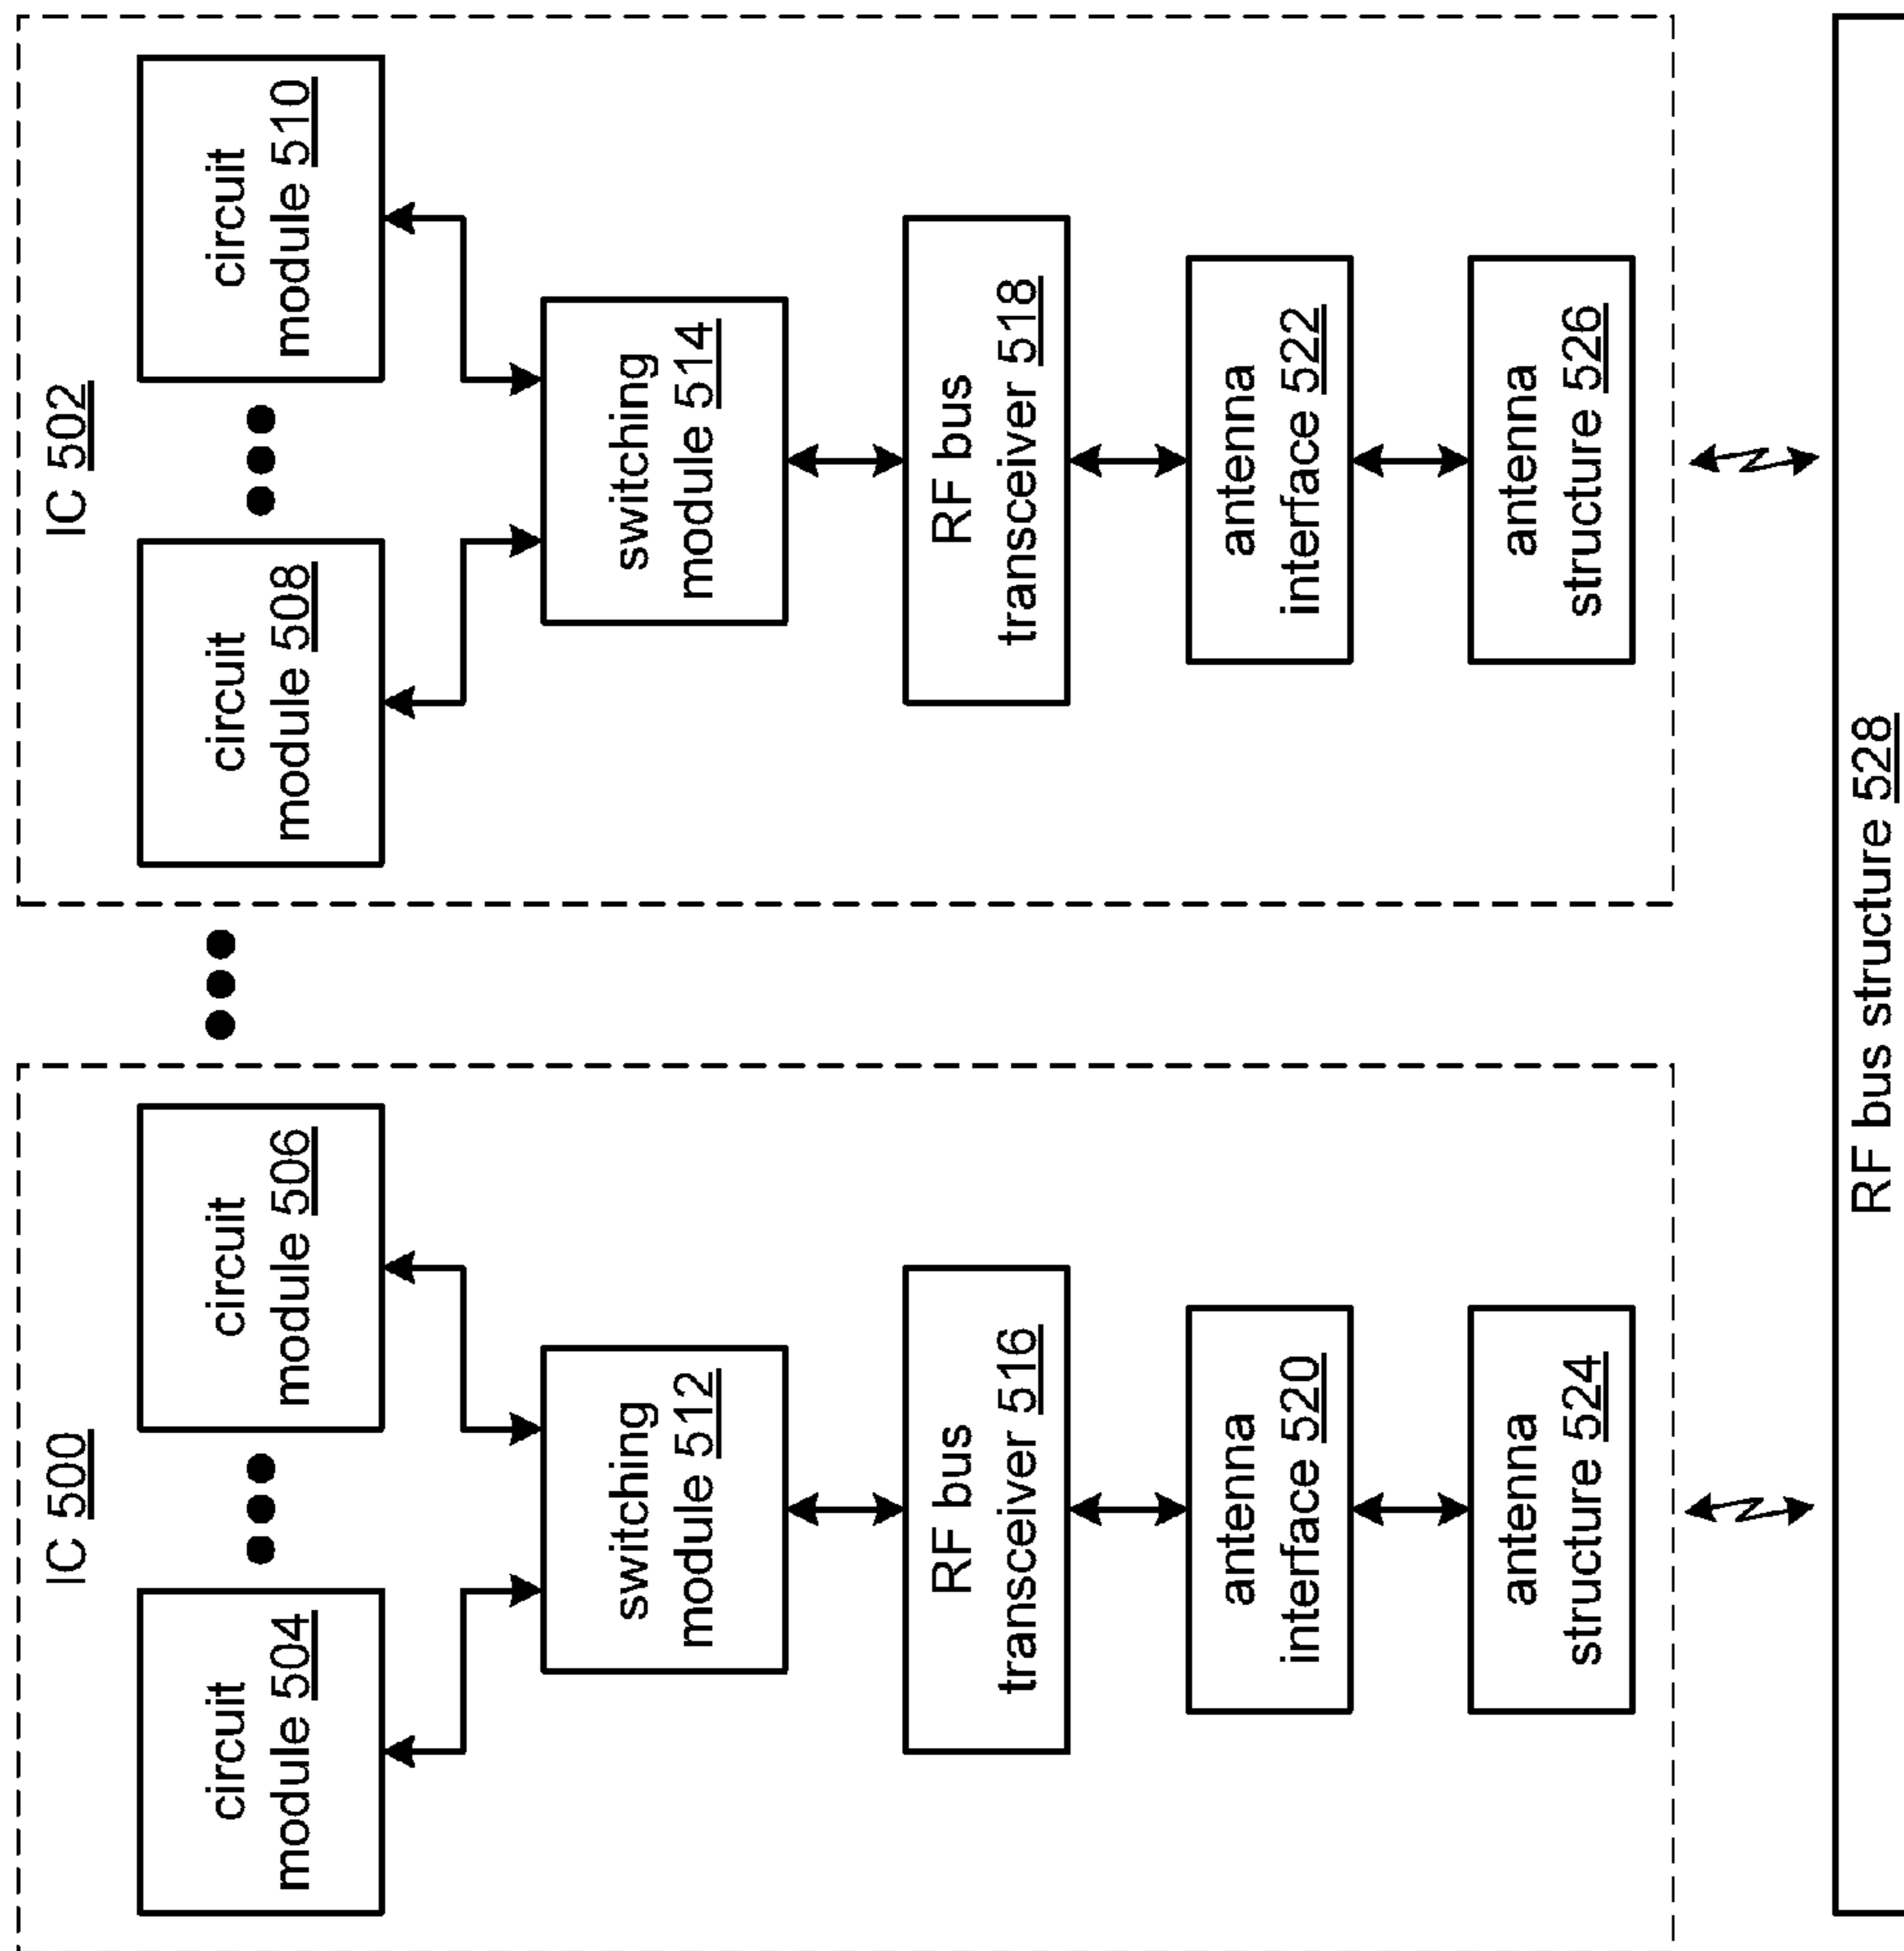 IC 500
circuit
module 504
circuit
module 506
switching
module 512
RF bus
transceiver 516
antenna
interface 520
antenna
structure 524
IC 502
circuit
module 508
circuit
module 510
switching
module 514
RF bus
transceiver 518
antenna
interface 522
antenna
structure 526
RF bus structure 528